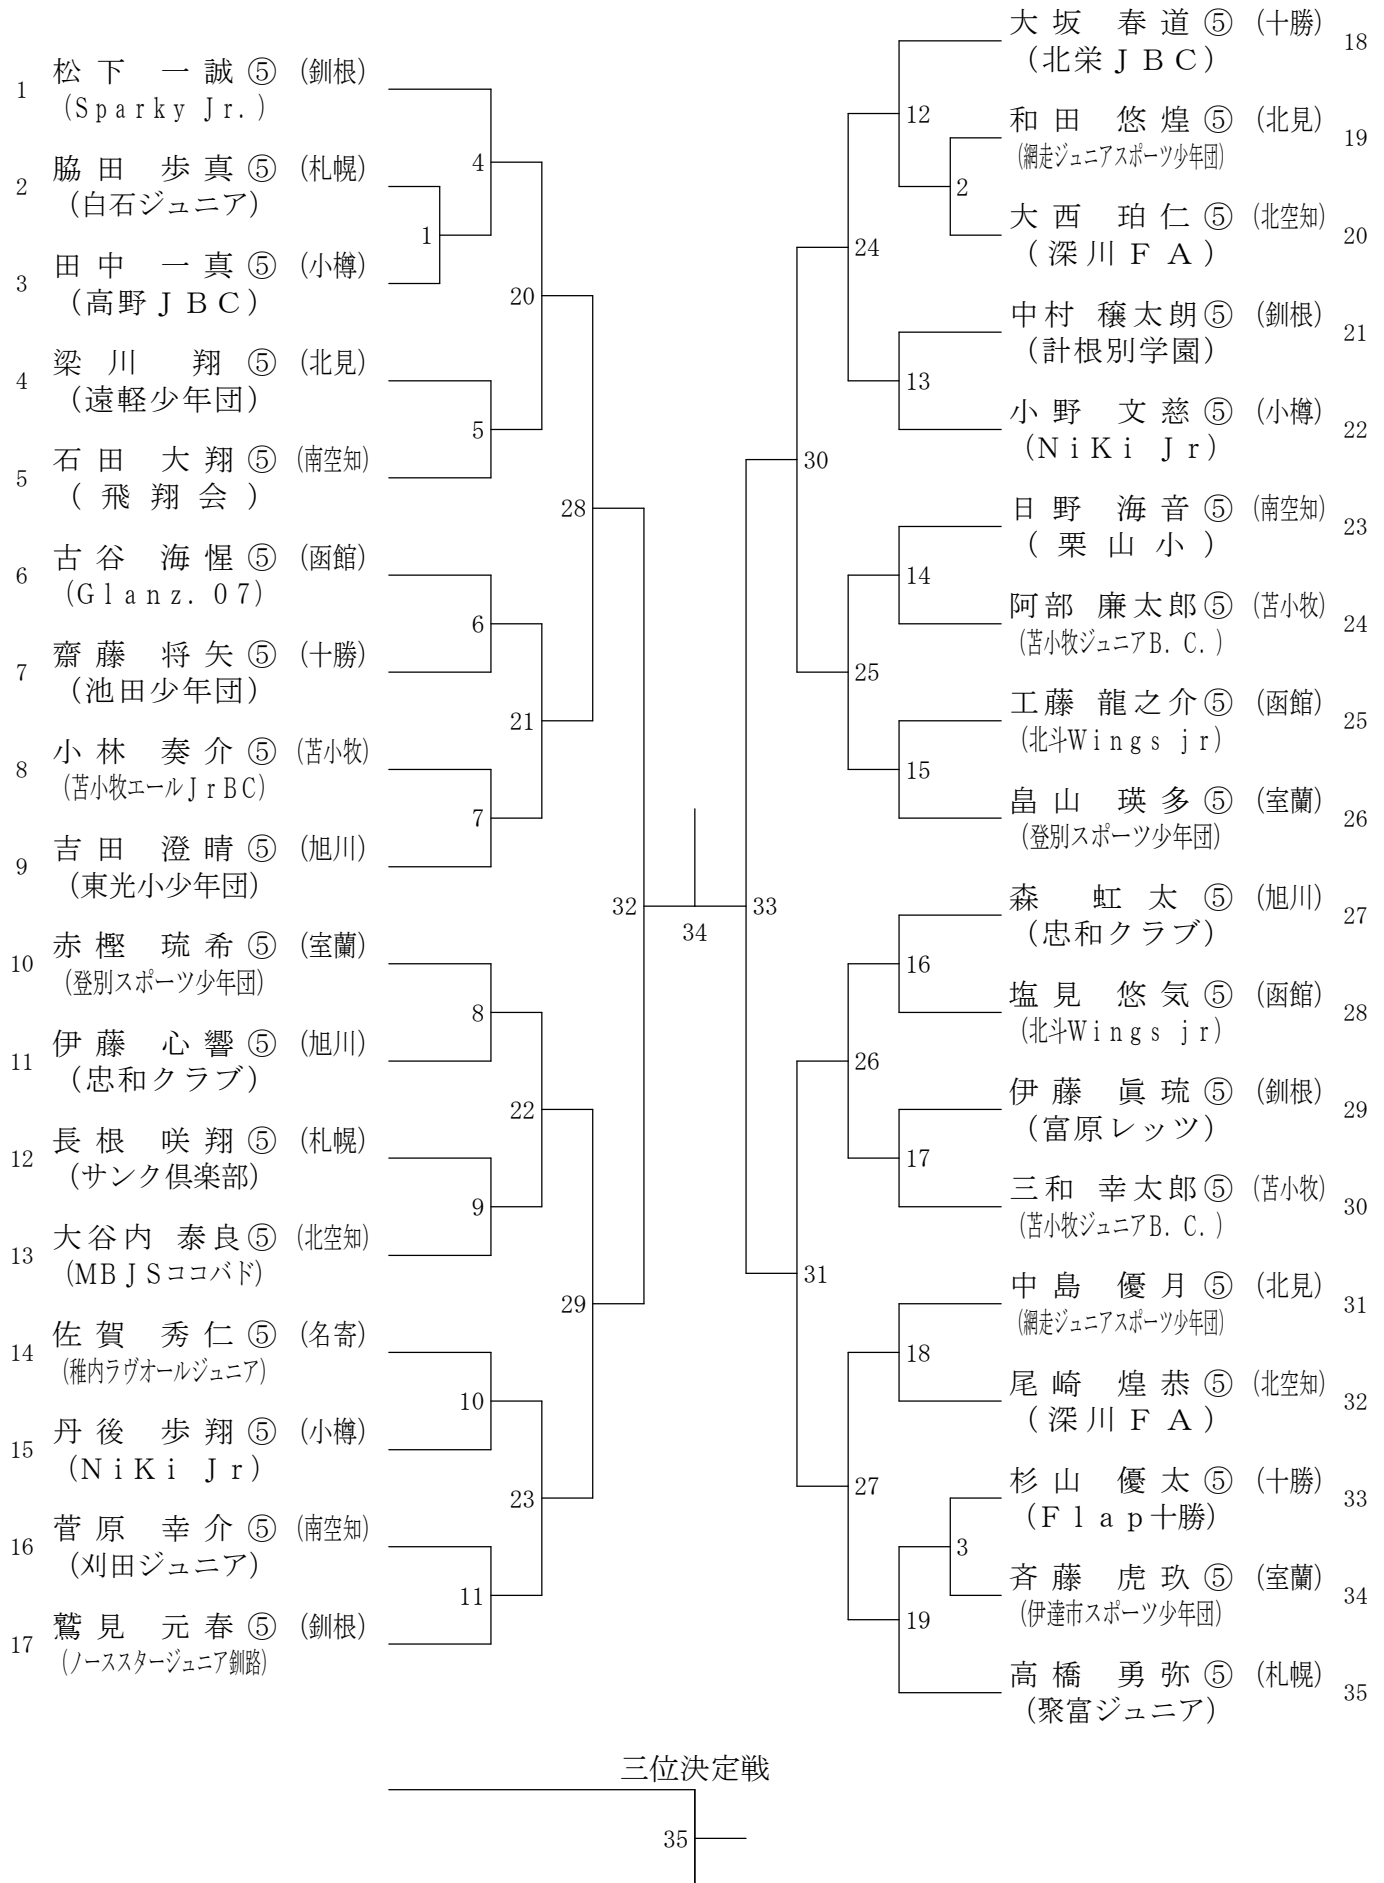 1 松下 一誠⑤ (釧根)
(Sparky Jr.)
2 脇田 歩真⑤ (札幌)
(白石ジュニア)
3 田中 一真⑤ (小樽)
(高野ＪＢＣ)
4 梁川 翔⑤ (北見)
(遠軽少年団)
5 石田 大翔⑤ (南空知)
(飛翔会)
6 古谷 海惺⑤ (函館)
(Glanz.07)
7 齋藤 将矢⑤ (十勝)
(池田少年団)
8 小林 奏介⑤ (苫小牧)
(苫小牧エールＪｒＢＣ)
9 吉田 澄晴⑤ (旭川)
(東光小少年団)
10 赤樫 琉希⑤ (室蘭)
(登別スポーツ少年団)
11 伊藤 心響⑤ (旭川)
(忠和クラブ)
12 長根 咲翔⑤ (札幌)
(サンク倶楽部)
13 大谷内 泰良⑤ (北空知)
(ＭＢＪＳココバド)
14 佐賀 秀仁⑤ (名寄)
(稚内ラヴオールジュニア)
15 丹後 歩翔⑤ (小樽)
(ＮｉＫｉ Ｊｒ)
16 菅原 幸介⑤ (南空知)
(刈田ジュニア)
17 鷲見 元春⑤ (釧根)
(ノーススタージュニア釧路)
1
4
5
20
6
7
21
28
8
9
22
10
11
23
29
32
34
33
30
24
12
2
13
25
14
15
31
26
16
17
27
18
3
19
大坂 春道⑤ (十勝) 18
(北栄ＪＢＣ)
和田 悠煌⑤ (北見) 19
(網走ジュニアスポーツ少年団)
大西 珀仁⑤ (北空知) 20
(深川ＦＡ)
中村 穣太朗⑤ (釧根) 21
(計根別学園)
小野 文慈⑤ (小樽) 22
(ＮｉＫｉ Ｊｒ)
日野 海音⑤ (南空知) 23
(栗山小)
阿部 廉太郎⑤ (苫小牧) 24
(苫小牧ジュニアＢ.Ｃ.)
工藤 龍之介⑤ (函館) 25
(北斗Ｗｉｎｇｓ ｊｒ)
畠山 瑛多⑤ (室蘭) 26
(登別スポーツ少年団)
森 虹太⑤ (旭川) 27
(忠和クラブ)
塩見 悠気⑤ (函館) 28
(北斗Ｗｉｎｇｓ ｊｒ)
伊藤 眞琉⑤ (釧根) 29
(富原レッツ)
三和 幸太郎⑤ (苫小牧) 30
(苫小牧ジュニアＢ.Ｃ.)
中島 優月⑤ (北見) 31
(網走ジュニアスポーツ少年団)
尾崎 煌恭⑤ (北空知) 32
(深川ＦＡ)
杉山 優太⑤ (十勝) 33
(Ｆｌａｐ十勝)
斉藤 虎玖⑤ (室蘭) 34
(伊達市スポーツ少年団)
高橋 勇弥⑤ (札幌) 35
(聚富ジュニア)
三位決定戦
35